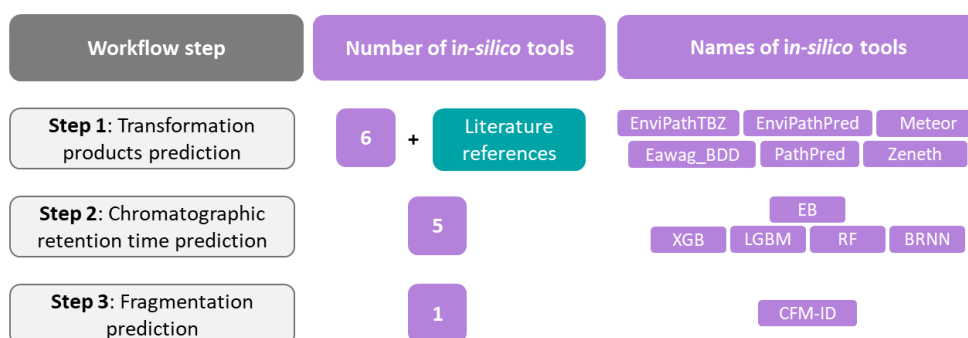 Workflow step
Number of in-silico tools
Names of in-silico tools
Step 1: Transformation
products prediction
6
+
Literature
references
EnviPathTBZ
EnviPathPred
Meteor
Eawag_BDD
PathPred
Zeneth
Step 2: Chromatographic
retention time prediction
5
EB
XGB
LGBM
RF
BRNN
Step 3: Fragmentation
prediction
1
CFM-ID